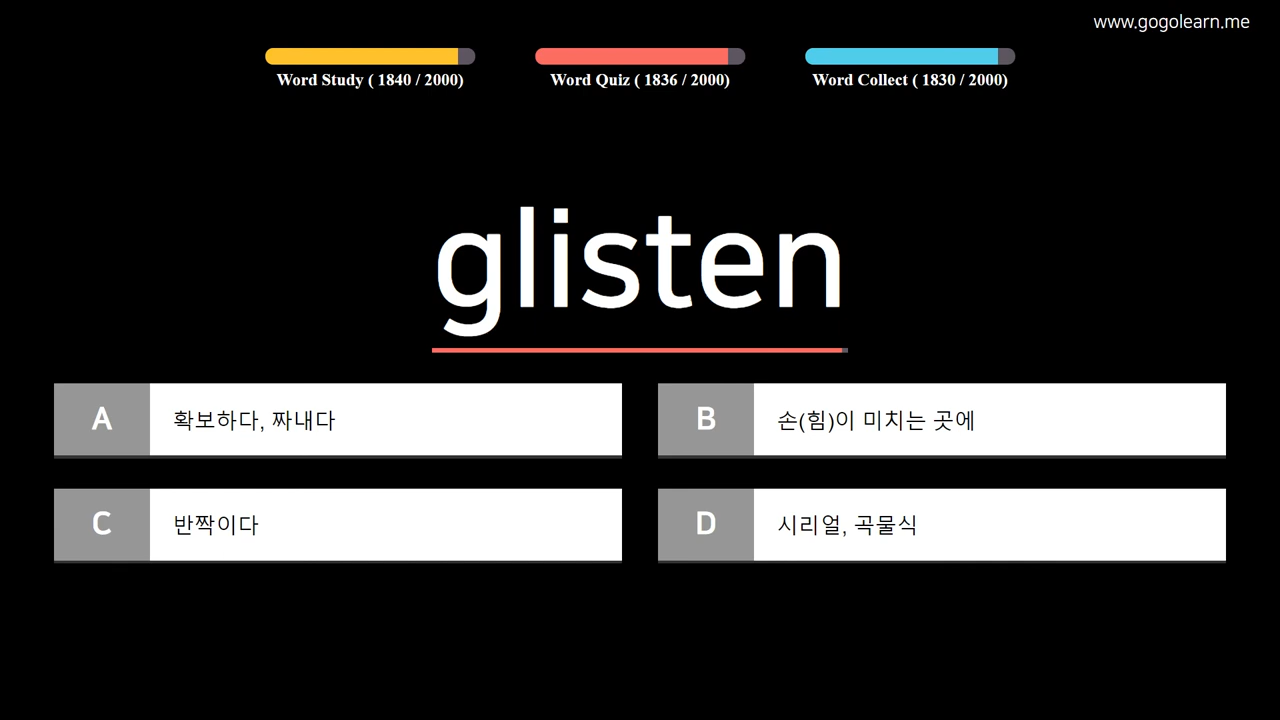 www.gogolearn.me
Word Study ( 1840 / 2000)
Word Quiz ( 1836 / 2000)
Word Collect ( 1830 / 2000)
glisten
A 확보하다, 짜내다
B 손(힘)이 미치는 곳에
C 반짝이다
D 시리얼, 곡물식